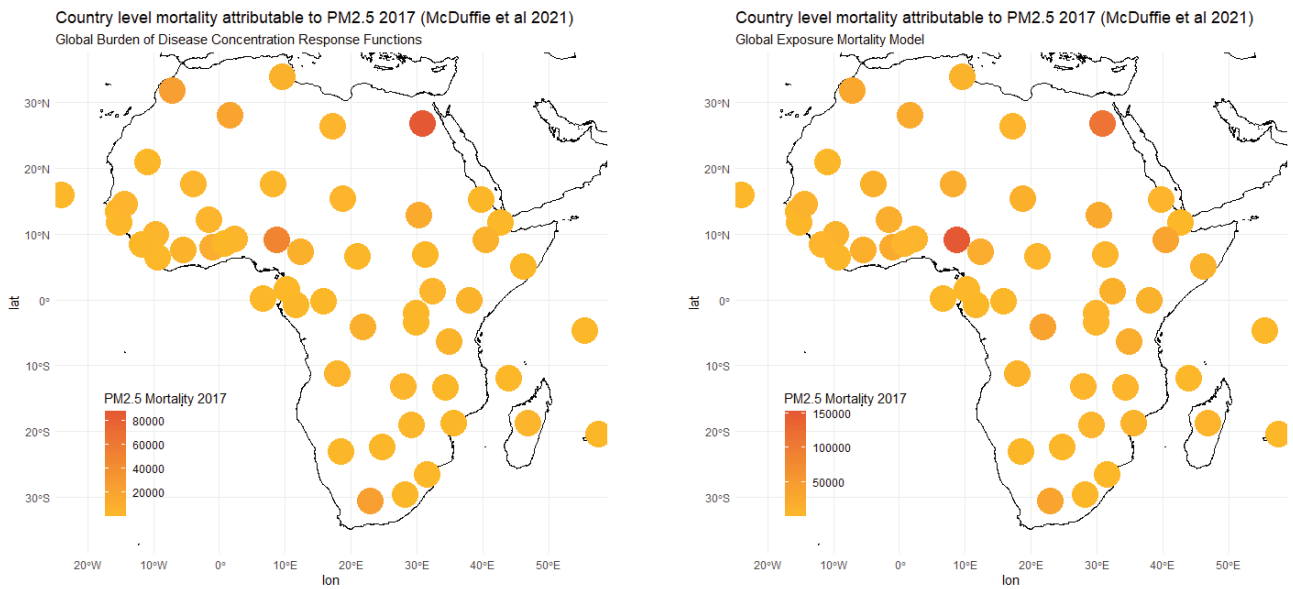 Country level mortality attributable to PM2.5 2017 (McDuffie et al 2021)
Global Burden of Disease Concentration Response Functions
30°N
20°N
10°N
0°
10°S
20°S
30°S
lat
PM2.5 Mortality 2017
80000
60000
40000
20000
20°W
10°W
0°
10°E
20°E
30°E
40°E
50°E
lon
Country level mortality attributable to PM2.5 2017 (McDuffie et al 2021)
Global Exposure Mortality Model
30°N
20°N
10°N
0°
10°S
20°S
30°S
lat
PM2.5 Mortality 2017
150000
100000
50000
20°W
10°W
0°
10°E
20°E
30°E
40°E
50°E
lon